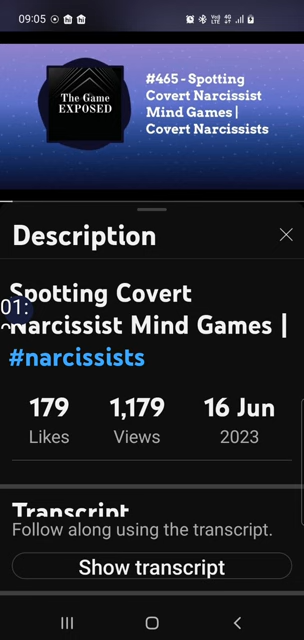 09:05
The Game
EXPOSED
#465 - Spotting
Covert Narcissist
Mind Games |
Covert Narcissists
Description
Spotting Covert
01:
Narcissist Mind Games |
#narcissists
179 1,179 16 Jun
Likes Views 2023
Transcript
Follow along using the transcript.
Show transcript